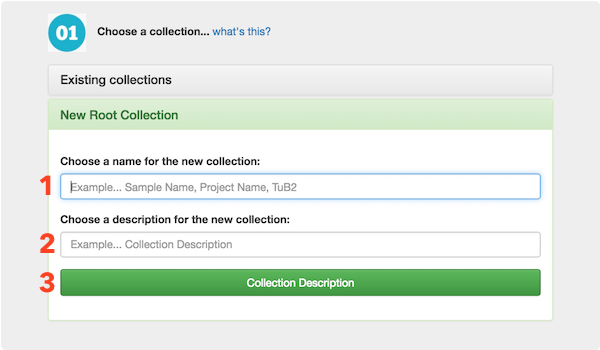 01 Choose a collection... what's this?
Existing collections
New Root Collection
Choose a name for the new collection:
1 Example... Sample Name, Project Name, TuB2
Choose a description for the new collection:
2 Example... Collection Description
3 Collection Description